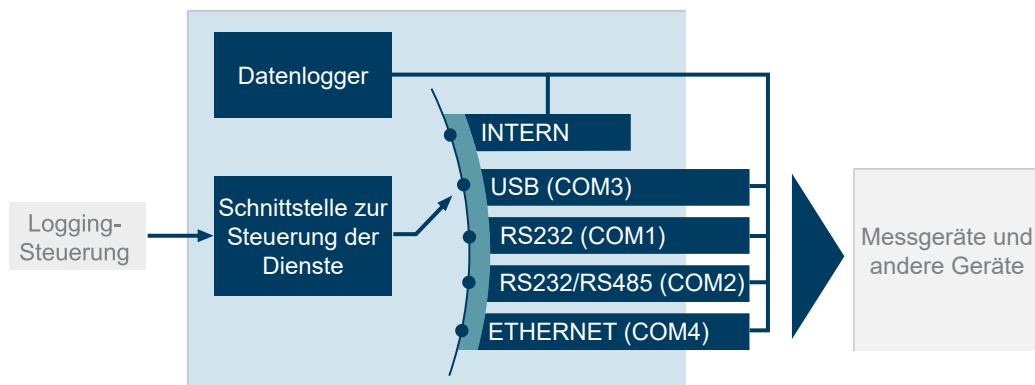 Datenlogger
INTERN
USB (COM3)
RS232 (COM1)
RS232/RS485 (COM2)
ETHERNET (COM4)
Schnittstelle zur
Steuerung der
Dienste
Logging-
Steuerung
Messgeräte und
andere Geräte